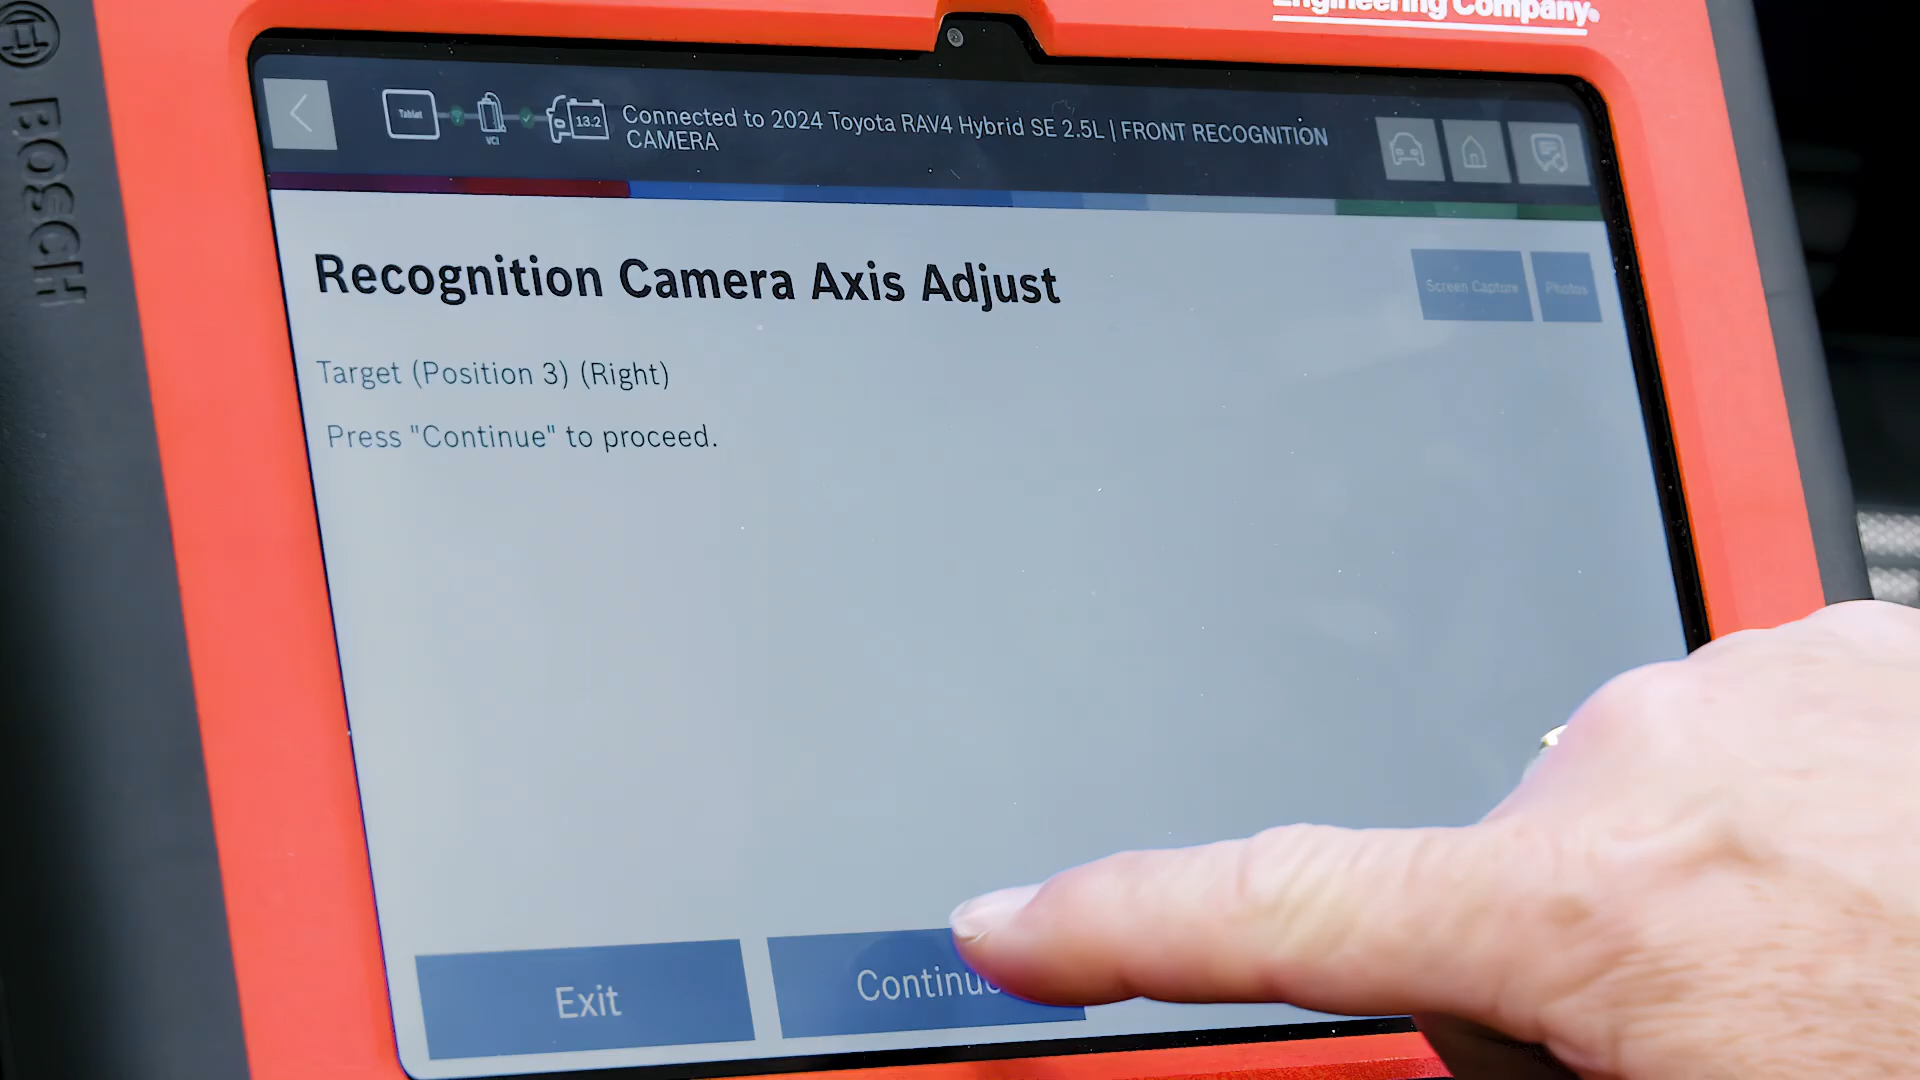 Engineering Company
BOSCH
Tablet
VCI
13.2
Connected to 2024 Toyota RAV4 Hybrid SE 2.5L | FRONT RECOGNITION
CAMERA
Recognition Camera Axis Adjust
Screen Capture
Photos
Target (Position 3) (Right)
Press "Continue" to proceed.
Exit
Continue